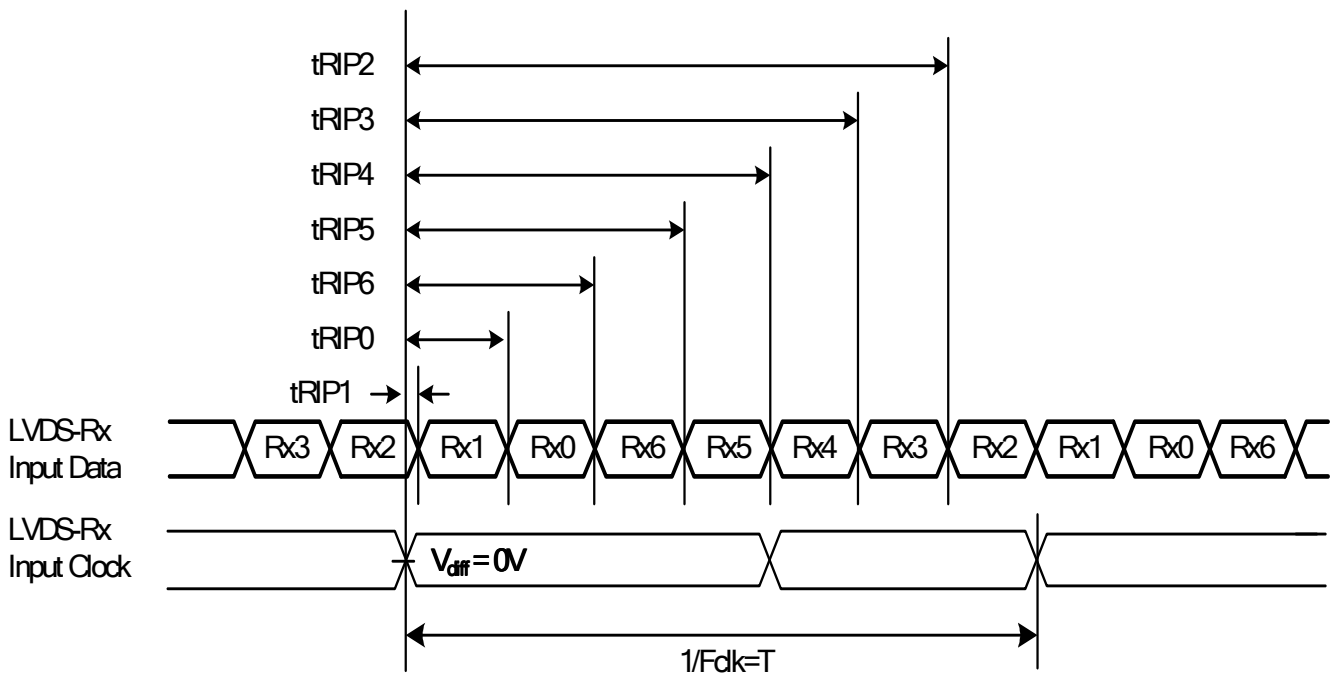 tRIP2
tRIP3
tRIP4
tRIP5
tRIP6
tRIP0
tRIP1
LVDS-Rx
Input Data
Rx3 Rx2 Rx1 Rx0 Rx6 Rx5 Rx4 Rx3 Rx2 Rx1 Rx0 Rx6
LVDS-Rx
Input Clock
Vdiff = 0V
1/Fclk=T